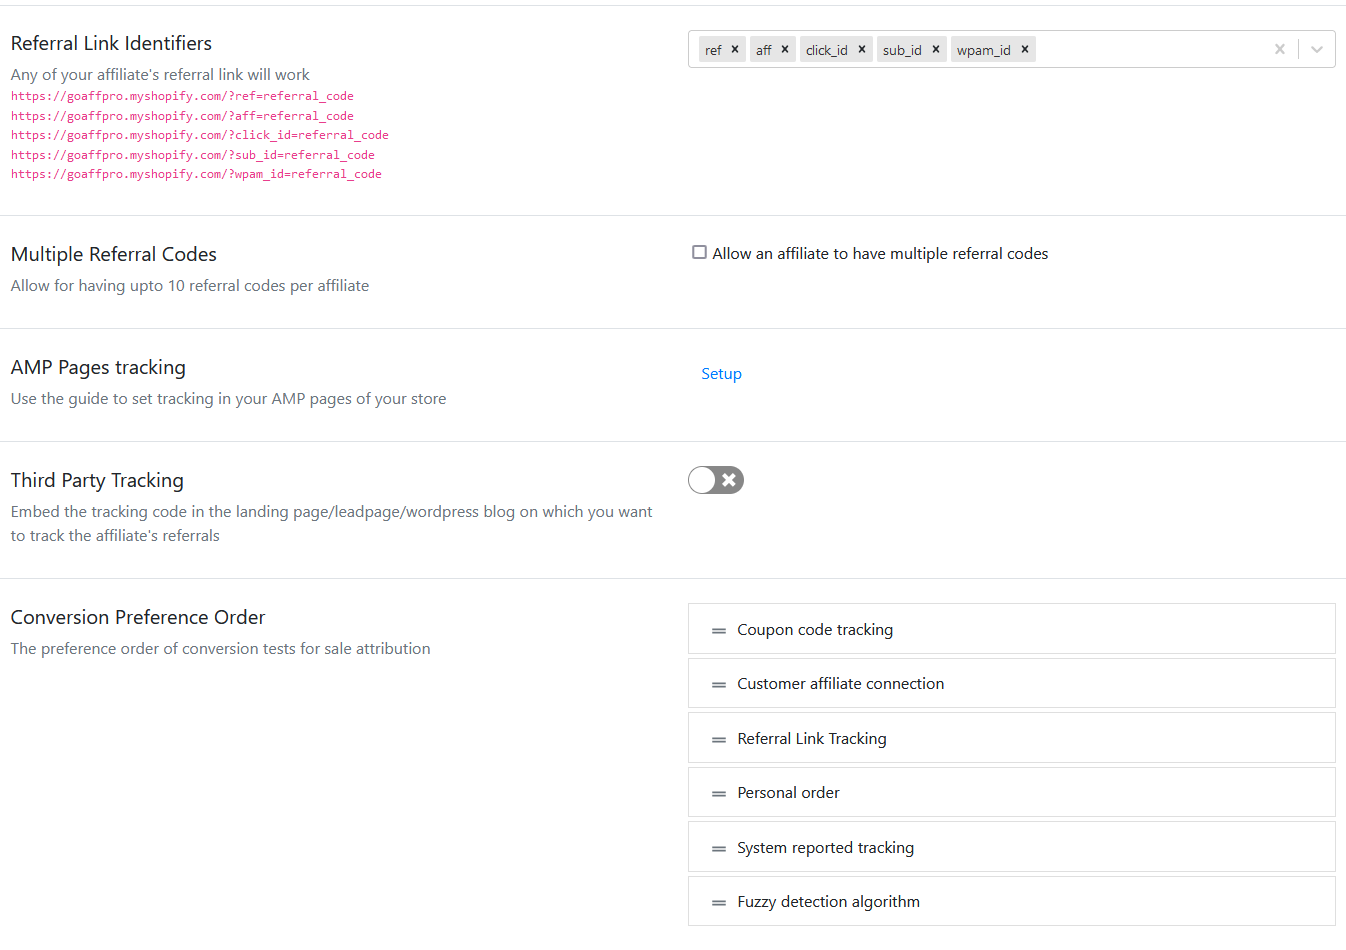 Referral Link Identifiers
Any of your affiliate's referral link will work
https://goaffpro.myshopify.com/?ref=referral_code
https://goaffpro.myshopify.com/?aff=referral_code
https://goaffpro.myshopify.com/?click_id=referral_code
https://goaffpro.myshopify.com/?sub_id=referral_code
https://goaffpro.myshopify.com/?wpam_id=referral_code
ref × aff × click_id × sub_id × wpam_id ×
Multiple Referral Codes
Allow for having upto 10 referral codes per affiliate
Allow an affiliate to have multiple referral codes
AMP Pages tracking
Use the guide to set tracking in your AMP pages of your store
Setup
Third Party Tracking
Embed the tracking code in the landing page/leadpage/wordpress blog on which you want
to track the affiliate's referrals
Conversion Preference Order
The preference order of conversion tests for sale attribution
Coupon code tracking
Customer affiliate connection
Referral Link Tracking
Personal order
System reported tracking
Fuzzy detection algorithm